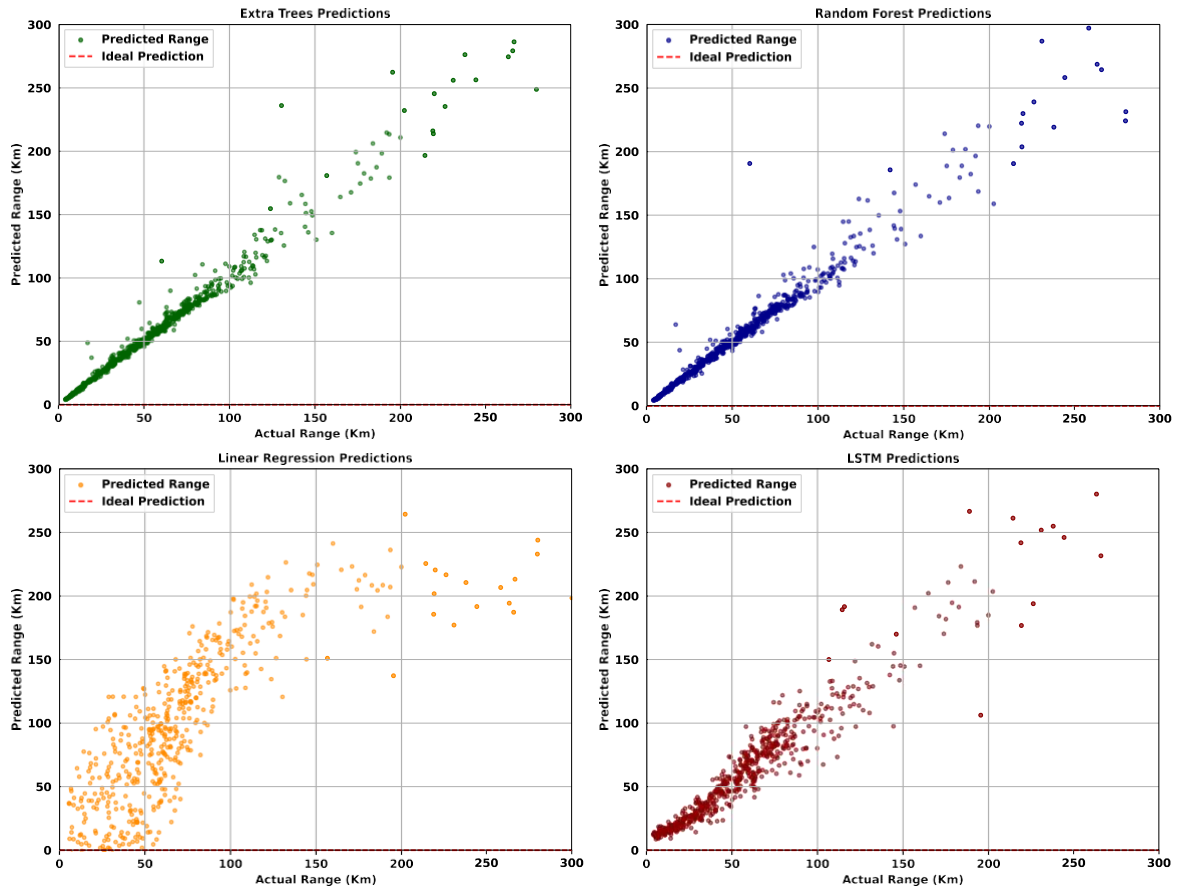 Extra Trees Predictions
300
250
200
150
100
50
0
Predicted Range (Km)
Predicted Range
Ideal Prediction
50
100
150
200
250
300
Actual Range (Km)
Random Forest Predictions
300
250
200
150
100
50
0
Predicted Range (Km)
Predicted Range
Ideal Prediction
0
50
100
150
200
250
300
Actual Range (Km)
Linear Regression Predictions
300
250
200
150
100
50
0
Predicted Range (Km)
Predicted Range
Ideal Prediction
0
50
100
150
200
250
300
Actual Range (Km)
LSTM Predictions
300
250
200
150
100
50
0
Predicted Range (Km)
Predicted Range
Ideal Prediction
0
50
100
150
200
250
300
Actual Range (Km)